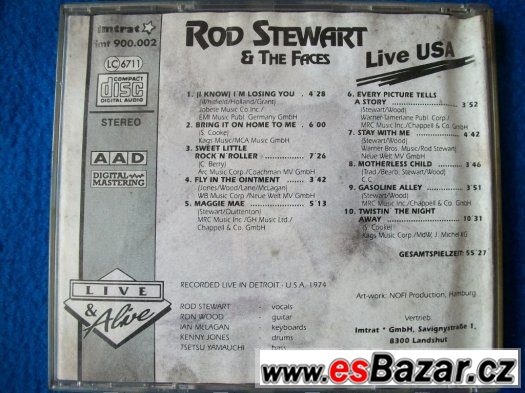 imtrat
imt 900.002
LC 6711
COMPACT
disc
DIGITAL AUDIO
STEREO
AAD
DIGITAL
MASTERING
LIVE
& Alive
ROD STEWART
& THE FACES
Live USA
1. (I KNOW) I'M LOSING YOU . 4'28
(Whitfield/Holland/Grant)
Jobete Music Co.Inc./
EMI Music Publ. Germany GmbH
2. BRING IT ON HOME TO ME . 6'00
(S. Cooke)
Kags Music/MCA Music GmbH
3. SWEET LITTLE
ROCK'N ROLLER ............ 7'26
(C. Berry)
Arc Music Corp./Coachman MV GmbH
4. FLY IN THE OINTMENT ...... 3'42
(Jones/Wood/Lane/McLagan)
WB Music Corp./Neue Welt MV GmbH
5. MAGGIE MAE ............ 5'13
(Stewart/Quittenton)
MRC Music Inc./GH Music Ltd./
Chappell & Co. GmbH
6. EVERY PICTURE TELLS
A STORY ............ 3'52
(Stewart/Wood)
Warner-Tamerlane Publ. Corp./
MRC Music Inc./Chappell & Co. GmbH
7. STAY WITH ME ............ 4'42
(Stewart/Wood)
Warner Bros. Music/Rod Stewart/
Neue Welt MV GmbH
8. MOTHERLESS CHILD ..... 3'46
(Trad./Bearb. Stewart/Wood)
C.C.
9. GASOLINE ALLEY ........ 3'51
(Stewart/Wood)
MRC Music Inc./Chappell & Co. GmbH
10. TWISTIN' THE NIGHT
AWAY ............ 10'31
(S. Cooke)
Kags Music Corp./MdW, J. Michel KG
GESAMTSPIELZEIT: 55'27
RECORDED LIVE IN DETROIT - U.S.A. 1974
ROD STEWART - vocals
RON WOOD - guitar
IAN McLAGAN - keyboards
KENNY JONES - drums
TSETSU YAMAUCHI - bass
Art-work: NOFI Production, Hamburg
Vertrieb:
Imtrat * GmbH, Savignystraße 1,
8300 Landshut
www.esBazar.cz